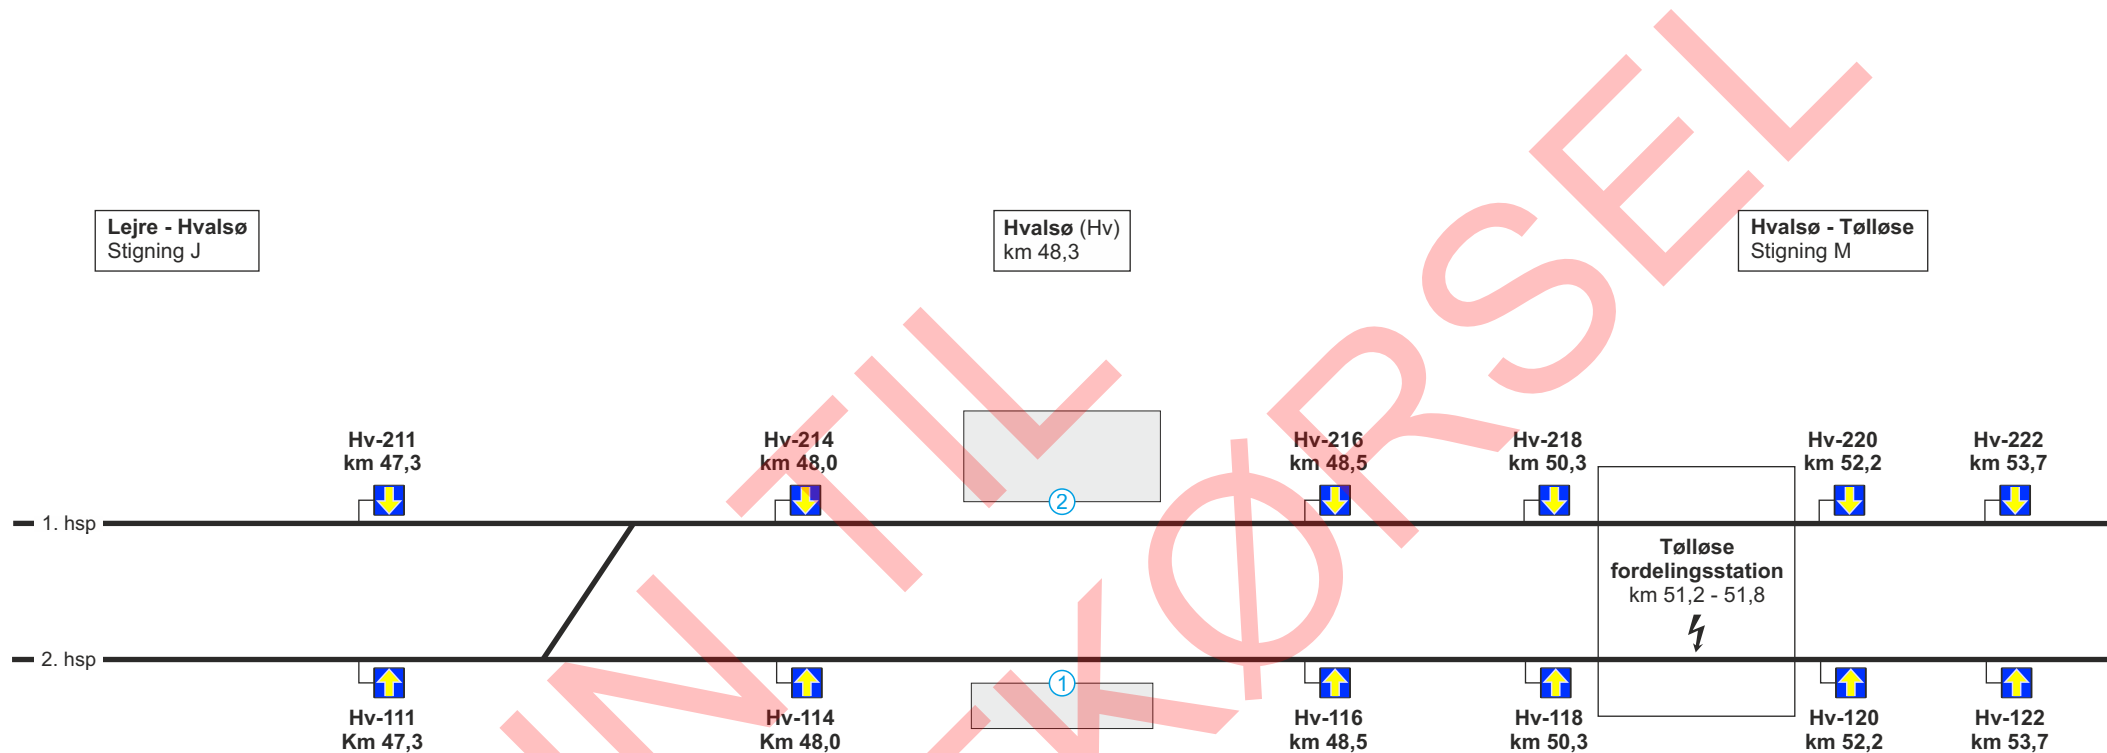 Lejre - Hvalsø
Stigning J
Hvalsø (Hv)
km 48,3
Hvalsø - Tølløse
Stigning M
Hv-211
km 47,3
Hv-214
km 48,0
Hv-216
km 48,5
Hv-218
km 50,3
Hv-220
km 52,2
Hv-222
km 53,7
2
1. hsp
Tølløse
fordelingsstation
km 51,2 - 51,8
2. hsp
1
Hv-111
Km 47,3
Hv-114
Km 48,0
Hv-116
km 48,5
Hv-118
km 50,3
Hv-120
km 52,2
Hv-122
km 53,7
TIL
KØRSEL